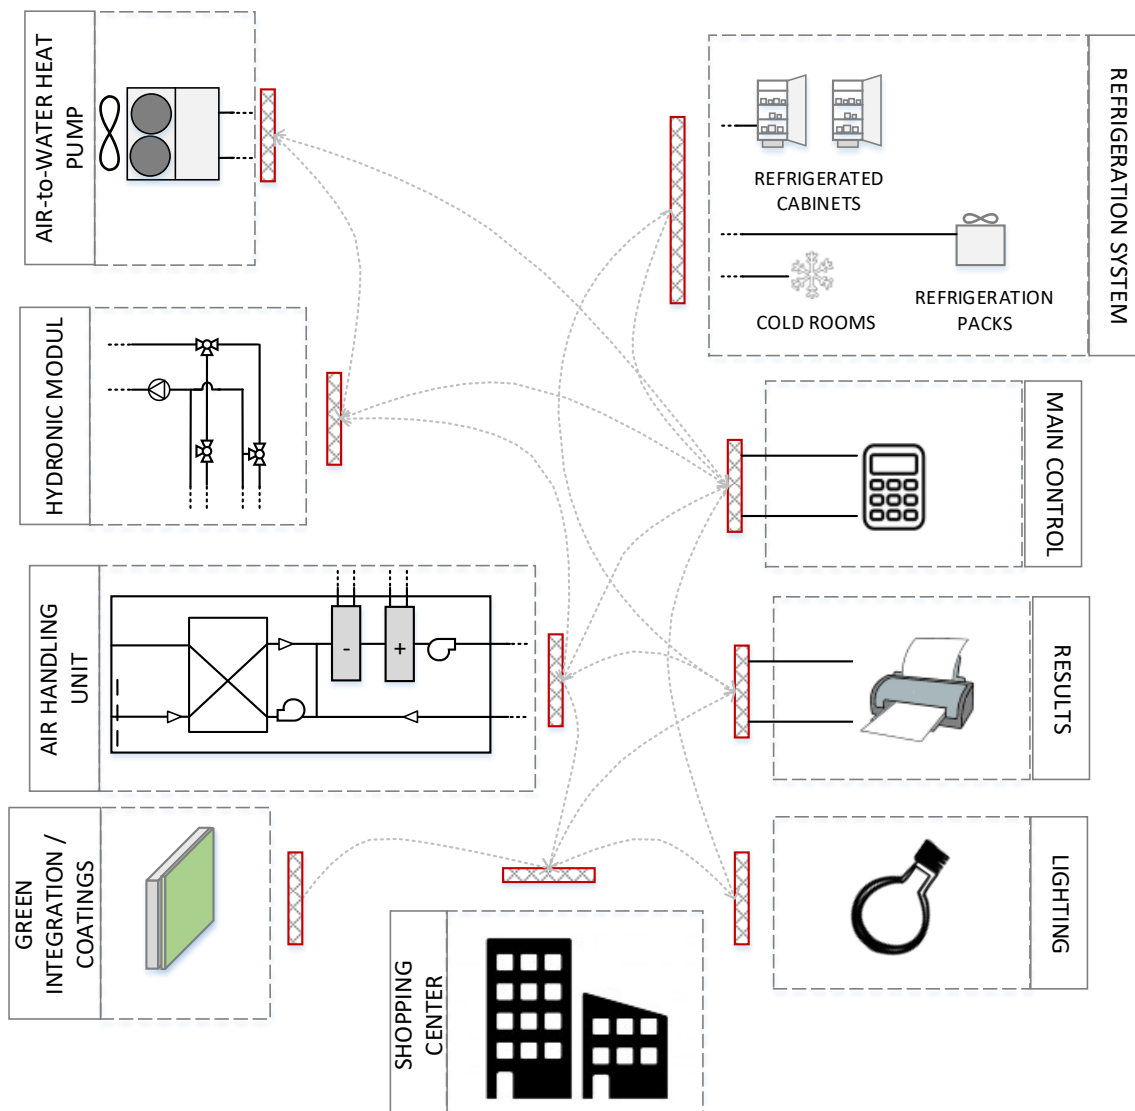 AIR-to-WATER HEAT
PUMP
REFRIGERATED
CABINETS
COLD ROOMS
REFRIGERATION
PACKS
REFRIGERATION SYSTEM
HYDRONIC MODUL
MAIN CONTROL
AIR HANDLING
UNIT
-
+
RESULTS
GREEN
INTEGRATION /
COATINGS
SHOPPING
CENTER
LIGHTING